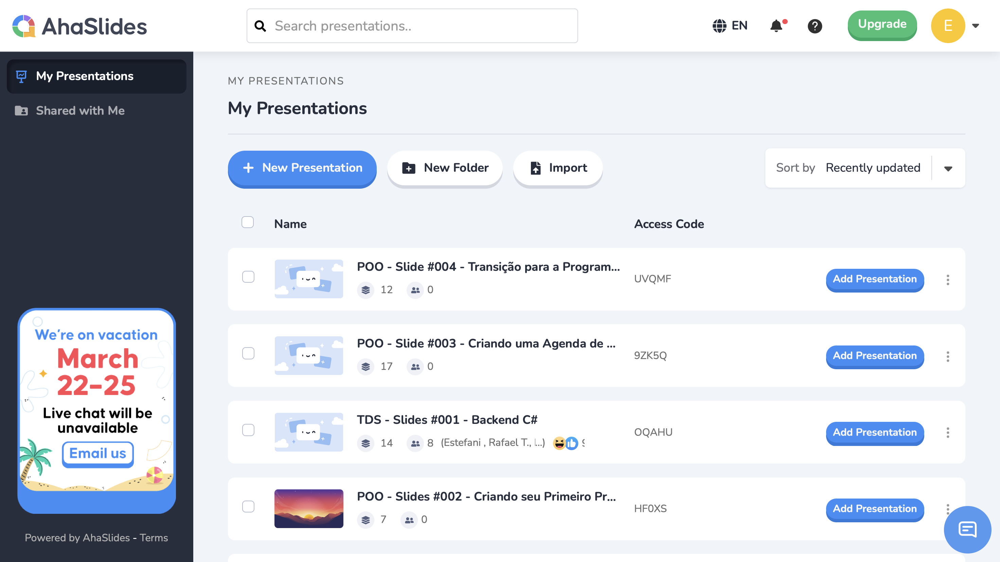 AhaSlides
Search presentations..
EN
Upgrade
E
My Presentations
Shared with Me
We're on vacation
March
22-25
Live chat will be
unavailable
Email us
Powered by AhaSlides - Terms
MY PRESENTATIONS
My Presentations
New Presentation
New Folder
Import
Sort by Recently updated
Name Access Code
POO - Slide #004 - Transição para a Program...
12 0
UVQMF
Add Presentation
POO - Slide #003 - Criando uma Agenda de ...
17 0
9ZK5Q
Add Presentation
TDS - Slides #001 - Backend C#
14 8 (Estefani , Rafael T., ...)
OQAHU
Add Presentation
POO - Slides #002 - Criando seu Primeiro Pr...
7 0
HF0XS
Add Presentation